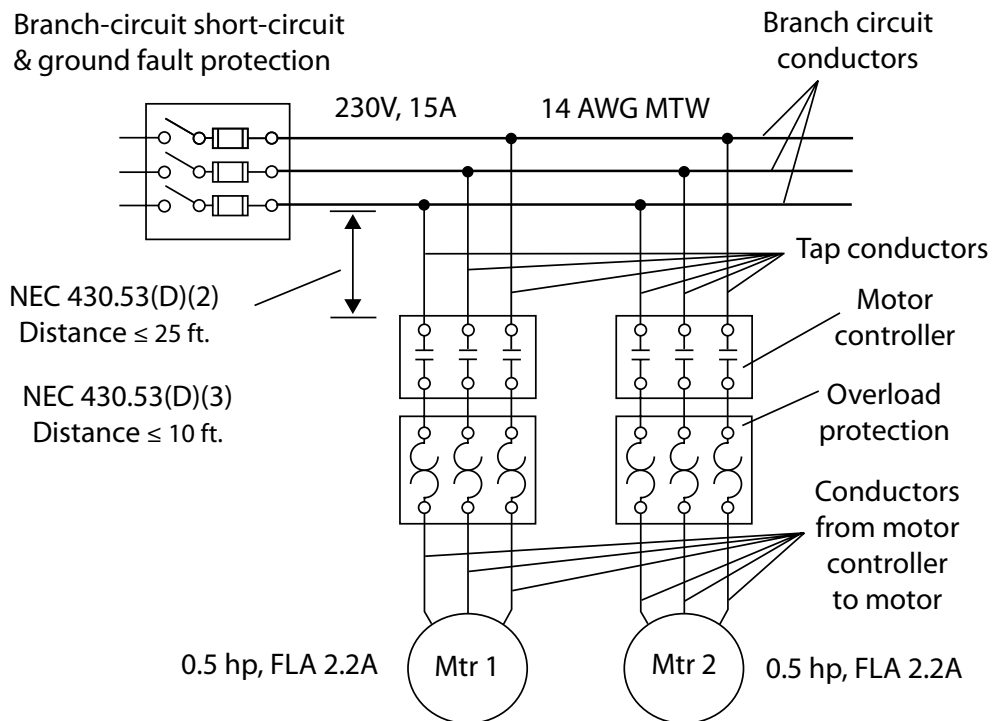 Branch-circuit short-circuit
& ground fault protection
Branch circuit
conductors
230V, 15A
14 AWG MTW
Tap conductors
NEC 430.53(D)(2)
Distance ≤ 25 ft.
Motor
controller
NEC 430.53(D)(3)
Distance ≤ 10 ft.
Overload
protection
Conductors
from motor
controller
to motor
0.5 hp, FLA 2.2A
Mtr 1
Mtr 2
0.5 hp, FLA 2.2A